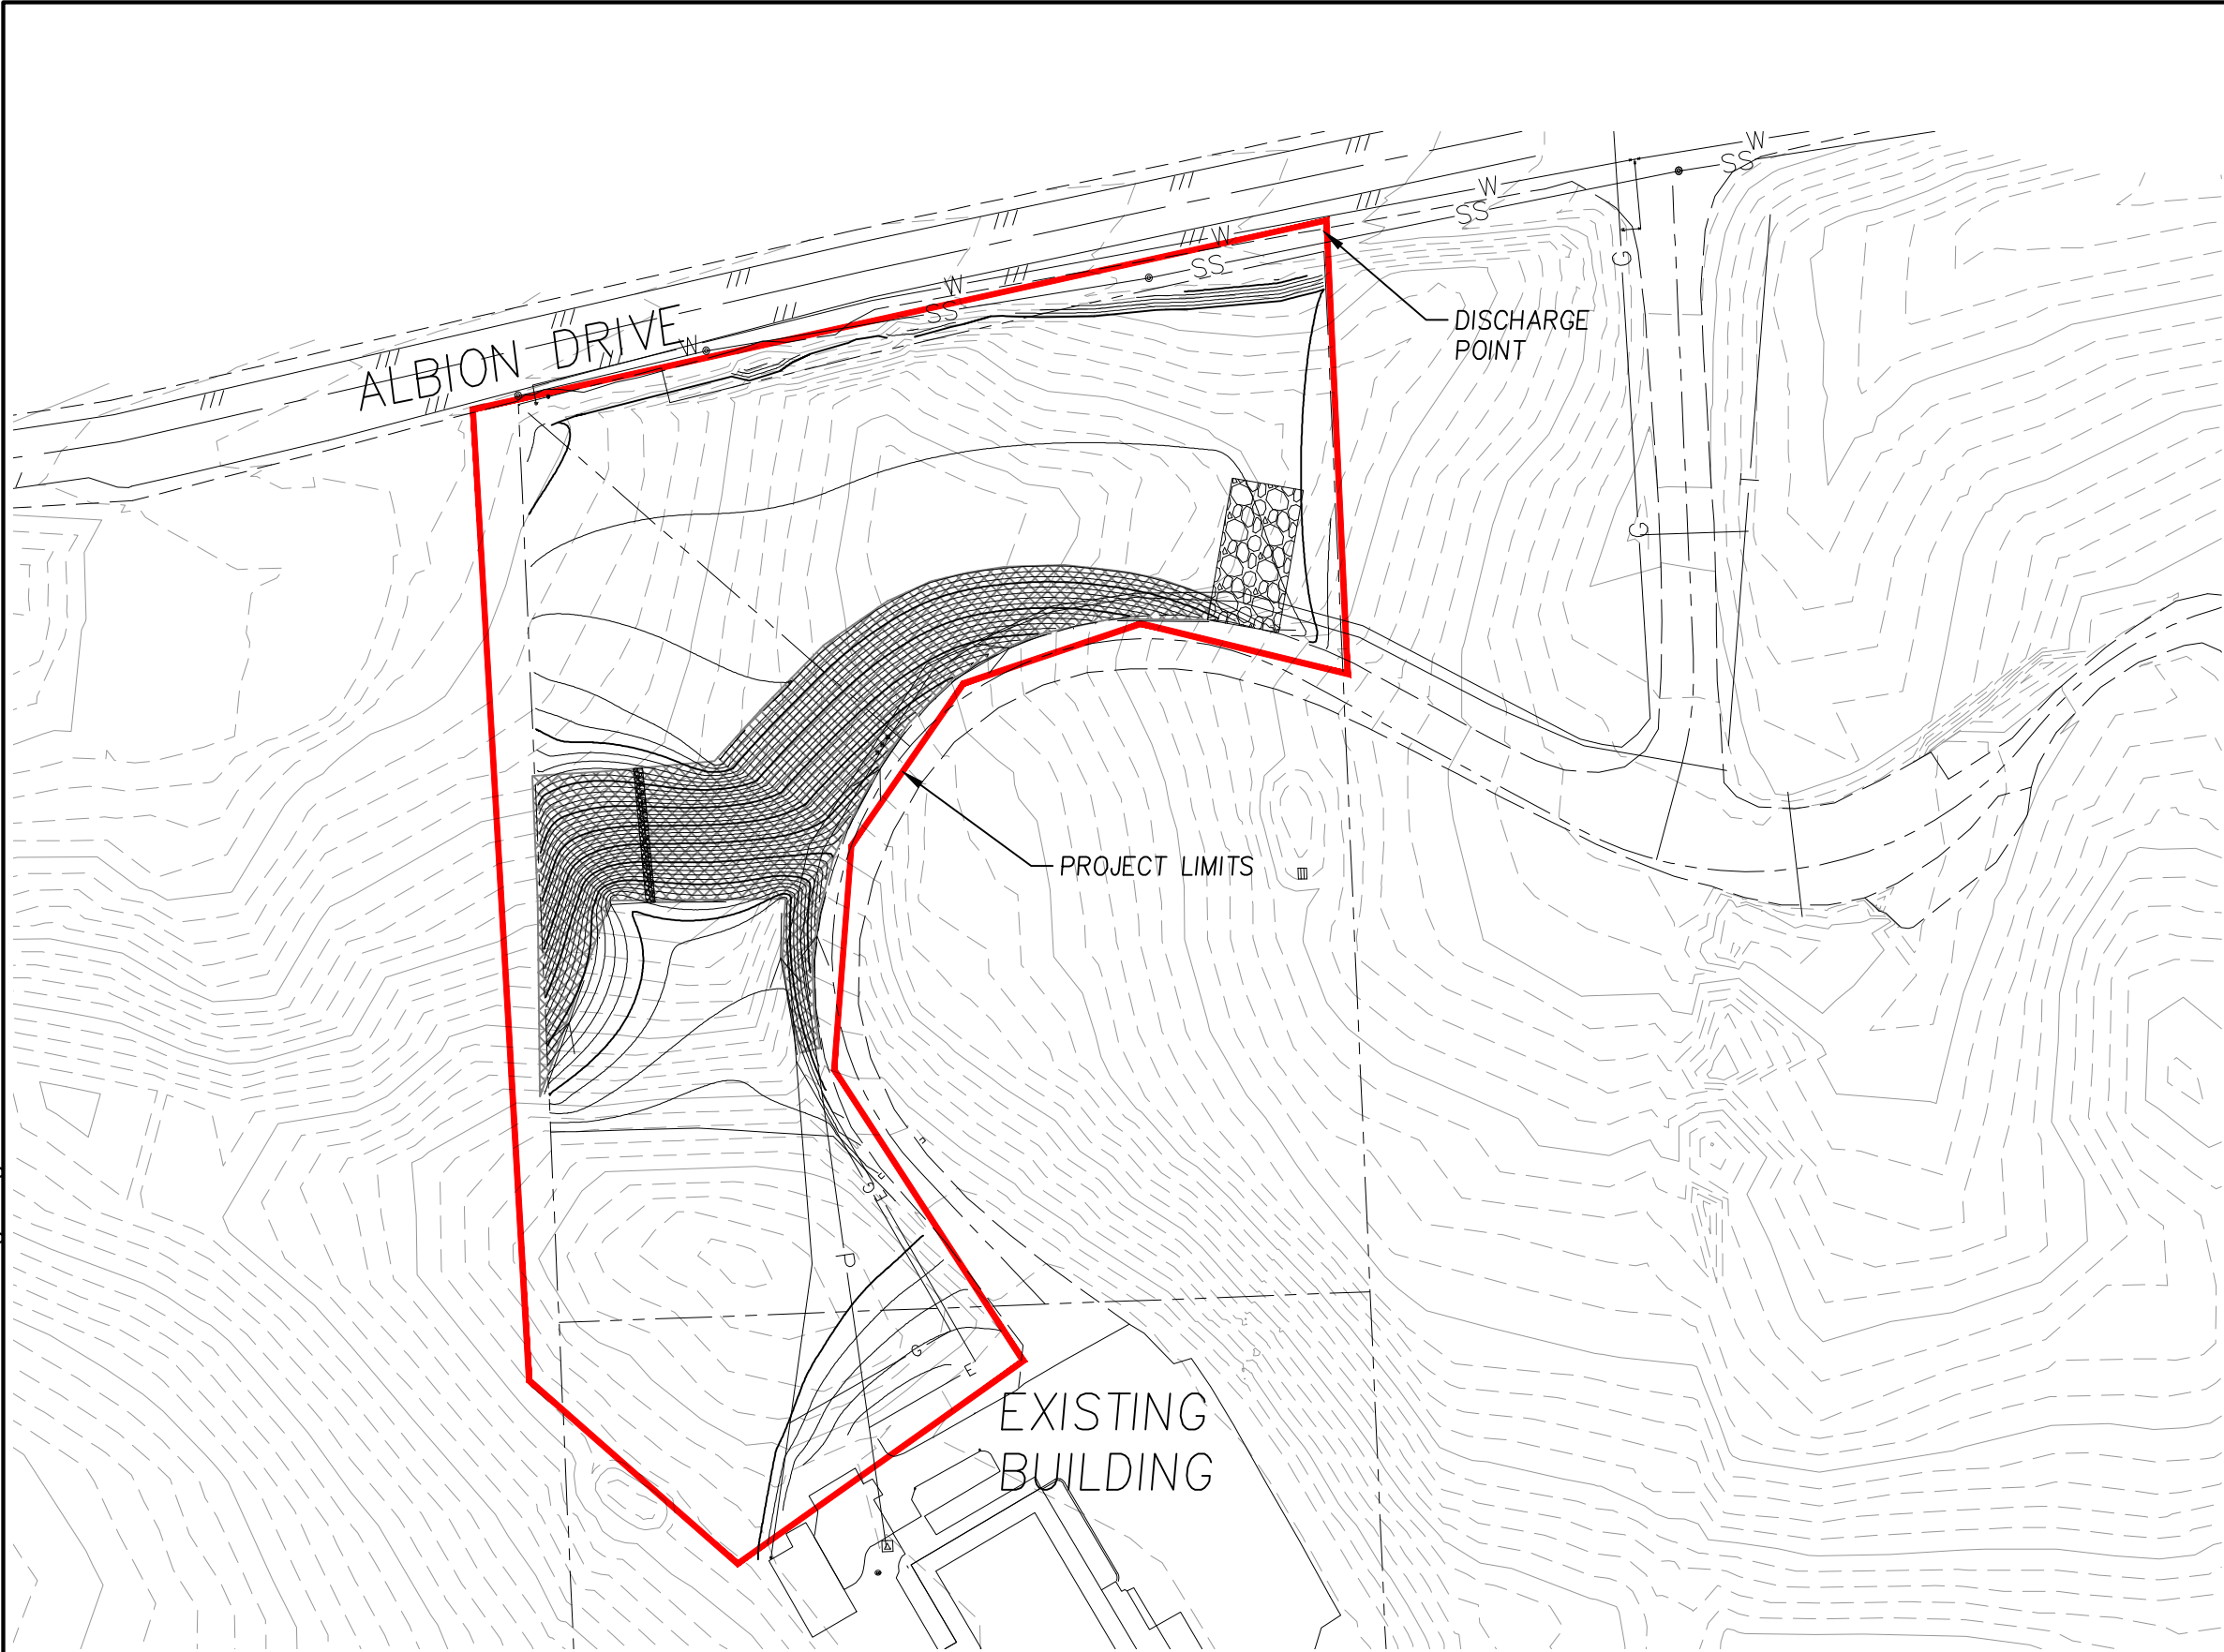 W
SS
W
SS
W
SS
W
SS
W
G
ALBION DRIVE
DISCHARGE
POINT
G
PROJECT LIMITS
G
P
G
E
EXISTING
BUILDING